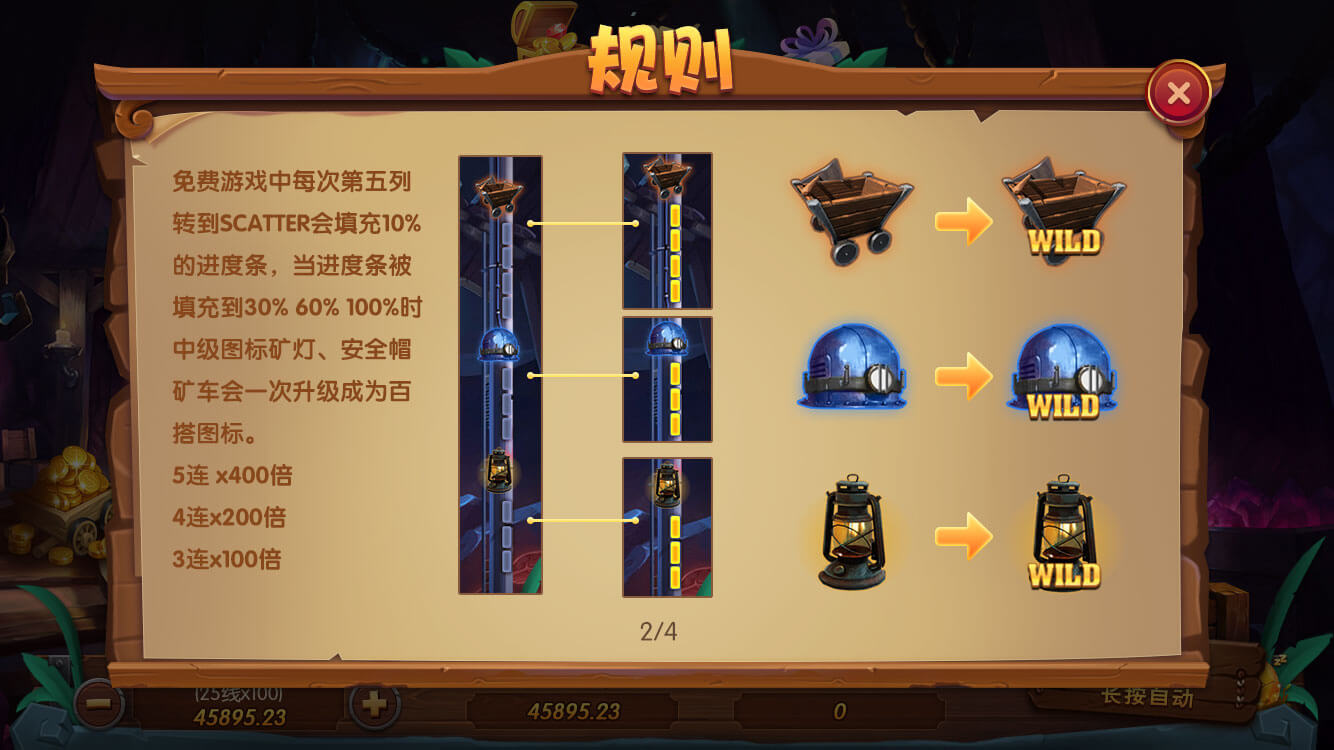 规则
免费游戏中每次第五列
转到SCATTER会填充10%
的进度条，当进度条被
填充到30% 60% 100%时
中级图标矿灯、安全帽
矿车会一次升级成为百
搭图标。
5连 x400倍
4连x200倍
3连x100倍
WILD
WILD
WILD
2/4
(25线x100)
45895.23
45895.23
0
长按自动